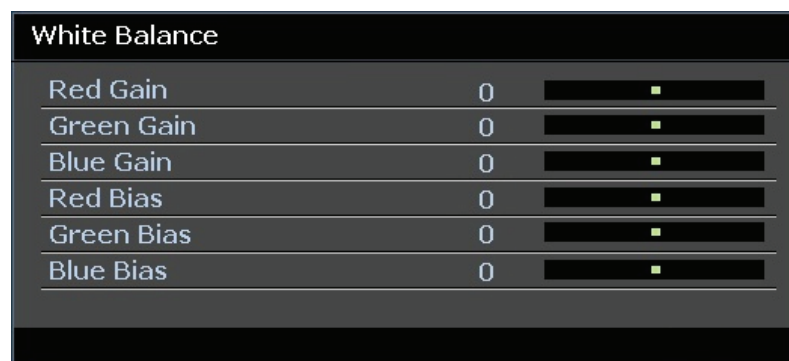 White Balance
Red Gain 0
Green Gain 0
Blue Gain 0
Red Bias 0
Green Bias 0
Blue Bias 0